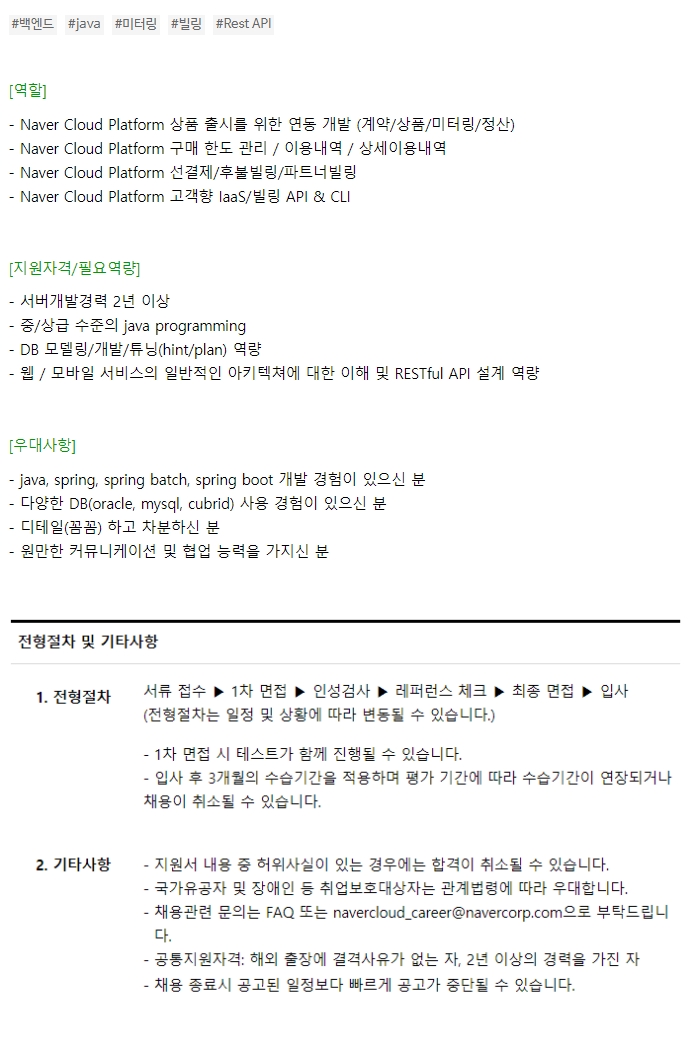 #백엔드 #java #미터링 #빌링 #Rest API
[역할]
- Naver Cloud Platform 상품 출시를 위한 연동 개발 (계약/상품/미터링/정산)
- Naver Cloud Platform 구매 한도 관리 / 이용내역 / 상세이용내역
- Naver Cloud Platform 선결제/후불빌링/파트너빌링
- Naver Cloud Platform 고객향 IaaS/빌링 API & CLI
[지원자격/필요역량]
- 서버개발경력 2년 이상
- 중/상급 수준의 java programming
- DB 모델링/개발/튜닝(hint/plan) 역량
- 웹 / 모바일 서비스의 일반적인 아키텍쳐에 대한 이해 및 RESTful API 설계 역량
[우대사항]
- java, spring, spring batch, spring boot 개발 경험이 있으신 분
- 다양한 DB(oracle, mysql, cubrid) 사용 경험이 있으신 분
- 디테일(꼼꼼) 하고 차분하신 분
- 원만한 커뮤니케이션 및 협업 능력을 가지신 분
전형절차 및 기타사항
1. 전형절차
서류 접수 ▶ 1차 면접 ▶ 인성검사 ▶ 레퍼런스 체크 ▶ 최종 면접 ▶ 입사
(전형절차는 일정 및 상황에 따라 변동될 수 있습니다.)
- 1차 면접 시 테스트가 함께 진행될 수 있습니다.
- 입사 후 3개월의 수습기간을 적용하며 평가 기간에 따라 수습기간이 연장되거나
채용이 취소될 수 있습니다.
2. 기타사항
- 지원서 내용 중 허위사실이 있는 경우에는 합격이 취소될 수 있습니다.
- 국가유공자 및 장애인 등 취업보호대상자는 관계법령에 따라 우대합니다.
- 채용관련 문의는 FAQ 또는 navercloud_career@navercorp.com으로 부탁드립니
다.
- 공통지원자격: 해외 출장에 결격사유가 없는 자, 2년 이상의 경력을 가진 자
- 채용 종료시 공고된 일정보다 빠르게 공고가 중단될 수 있습니다.